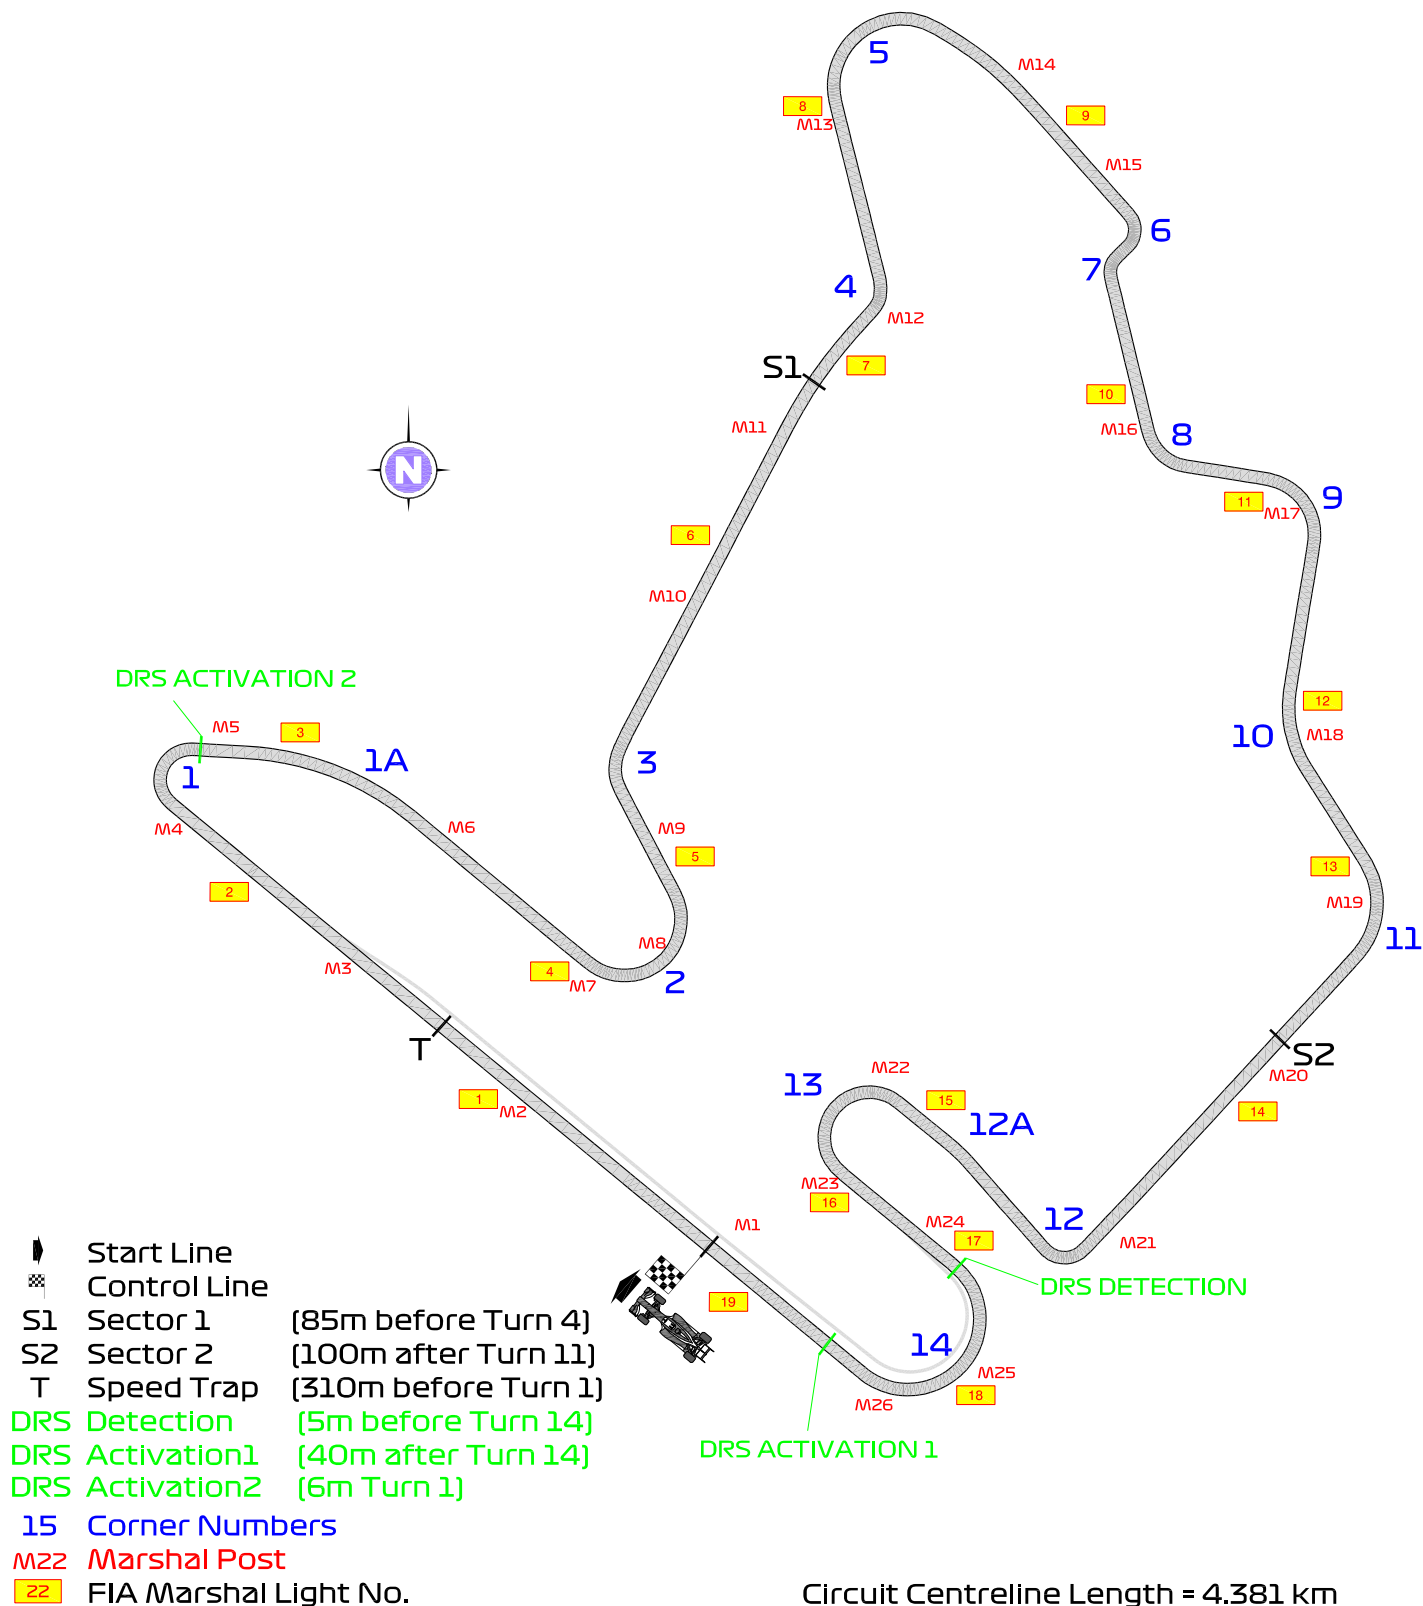 5
M14
8
9
M13
M15
6
7
4
M12
S1
7
10
M11
M16
8
N
9
11
M17
6
M10
DRS ACTIVATION 2
12
M5
3
10
M18
1A
3
1
M4
M6
M9
5
13
2
M19
11
M8
M3
4
M7
2
T
S2
M22
M20
13
1
M2
15
12A
14
M23
16
M1
M24
12
17
M21
Start Line
Control Line
DRS DETECTION
19
S1 Sector 1 (85m before Turn 4)
S2 Sector 2 (100m after Turn 11)
14
M25
T Speed Trap (310m before Turn 1)
18
M26
DRS Detection (5m before Turn 14)
DRS ACTIVATION 1
DRS Activation1 (40m after Turn 14)
DRS Activation2 (6m Turn 1)
15 Corner Numbers
M22 Marshal Post
22 FIA Marshal Light No.
Circuit Centreline Length = 4.381 km